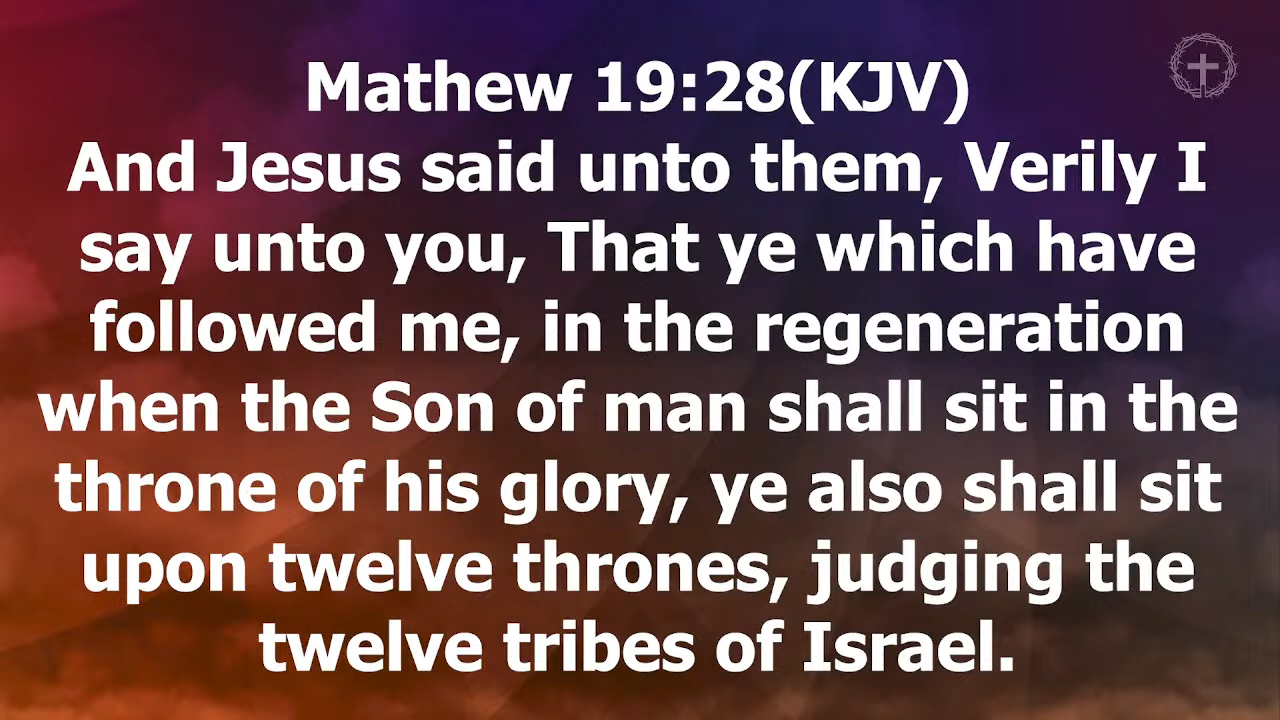 Mathew 19:28(KJV)
And Jesus said unto them, Verily I
say unto you, That ye which have
followed me, in the regeneration
when the Son of man shall sit in the
throne of his glory, ye also shall sit
upon twelve thrones, judging the
twelve tribes of Israel.